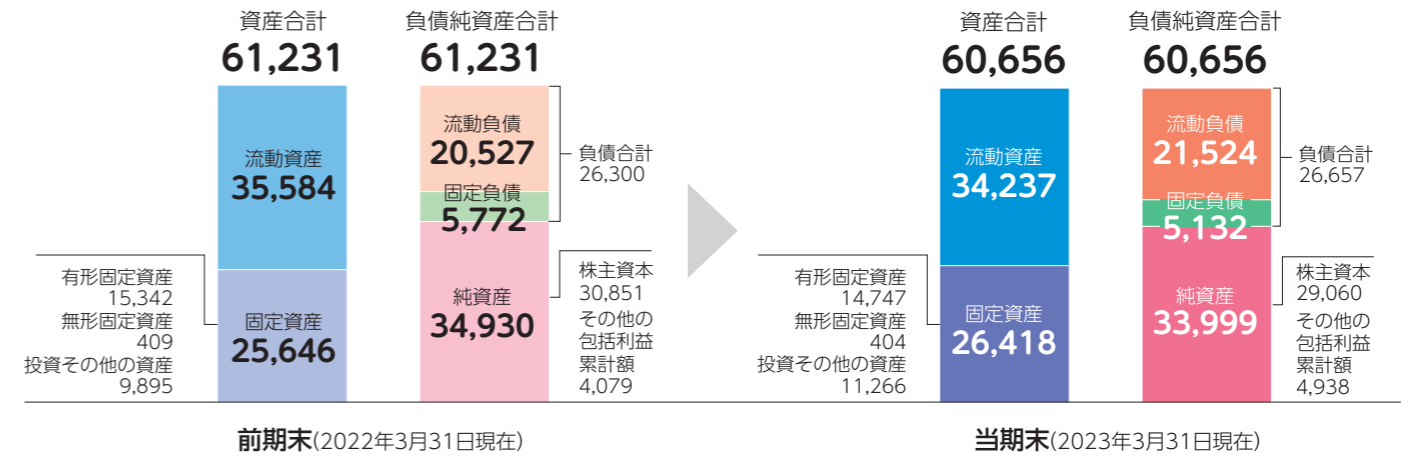 資産合計
61,231
負債純資産合計
61,231
流動資産
35,584
固定資産
25,646
有形固定資産
15,342
無形固定資産
409
投資その他の資産
9,895
流動負債
20,527
固定負債
5,772
純資産
34,930
負債合計
26,300
株主資本
30,851
その他の
包括利益
累計額
4,079
前期末(2022年3月31日現在)
資産合計
60,656
負債純資産合計
60,656
流動資産
34,237
固定資産
26,418
有形固定資産
14,747
無形固定資産
404
投資その他の資産
11,266
流動負債
21,524
固定負債
5,132
純資産
33,999
負債合計
26,657
株主資本
29,060
その他の
包括利益
累計額
4,938
当期末(2023年3月31日現在)